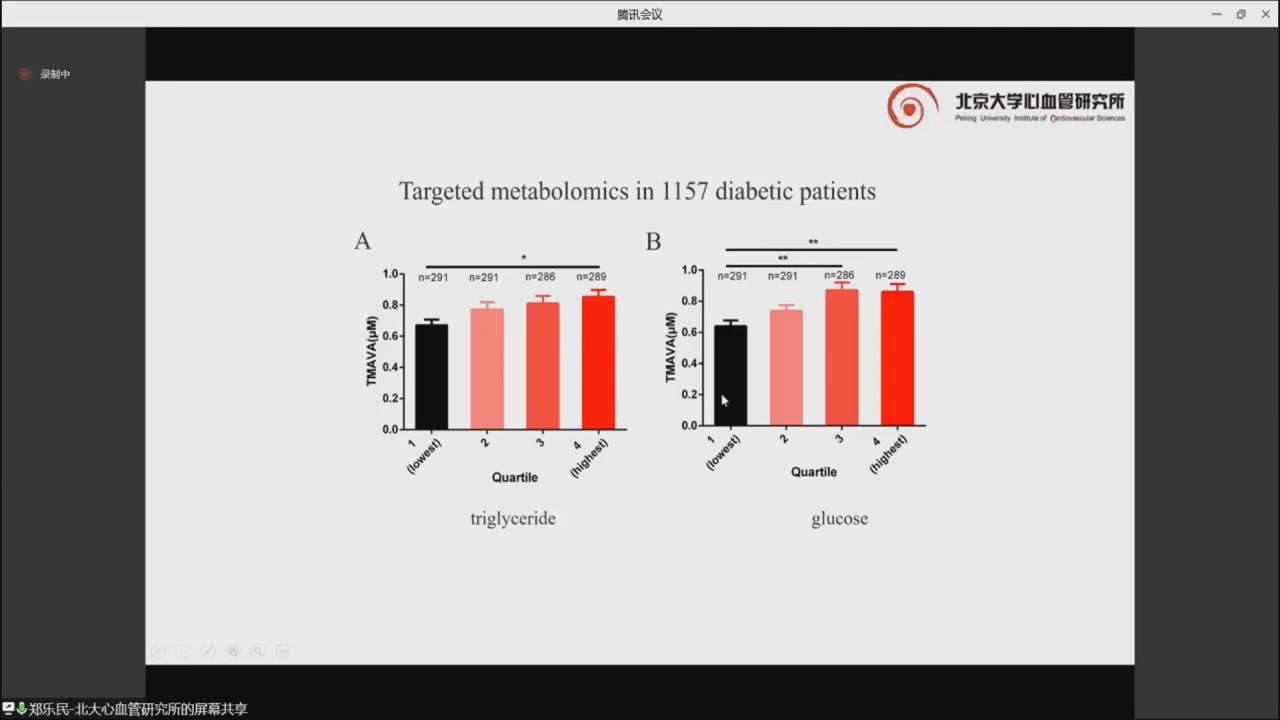 腾讯会议
录制中
北京大学心血管研究所
Peking University Institute of Cardiovascular Sciences
Targeted metabolomics in 1157 diabetic patients
A
*
n=291 n=291 n=286 n=289
1.0
0.8
0.6
0.4
0.2
0.0
TMAVA(μM)
1 (lowest)
2
3
4 (highest)
Quartile
triglyceride
B
**
**
n=291 n=291 n=286 n=289
1.0
0.8
0.6
0.4
0.2
0.0
TMAVA(μM)
1 (lowest)
2
3
4 (highest)
Quartile
glucose
郑乐民-北大心血管研究所的屏幕共享